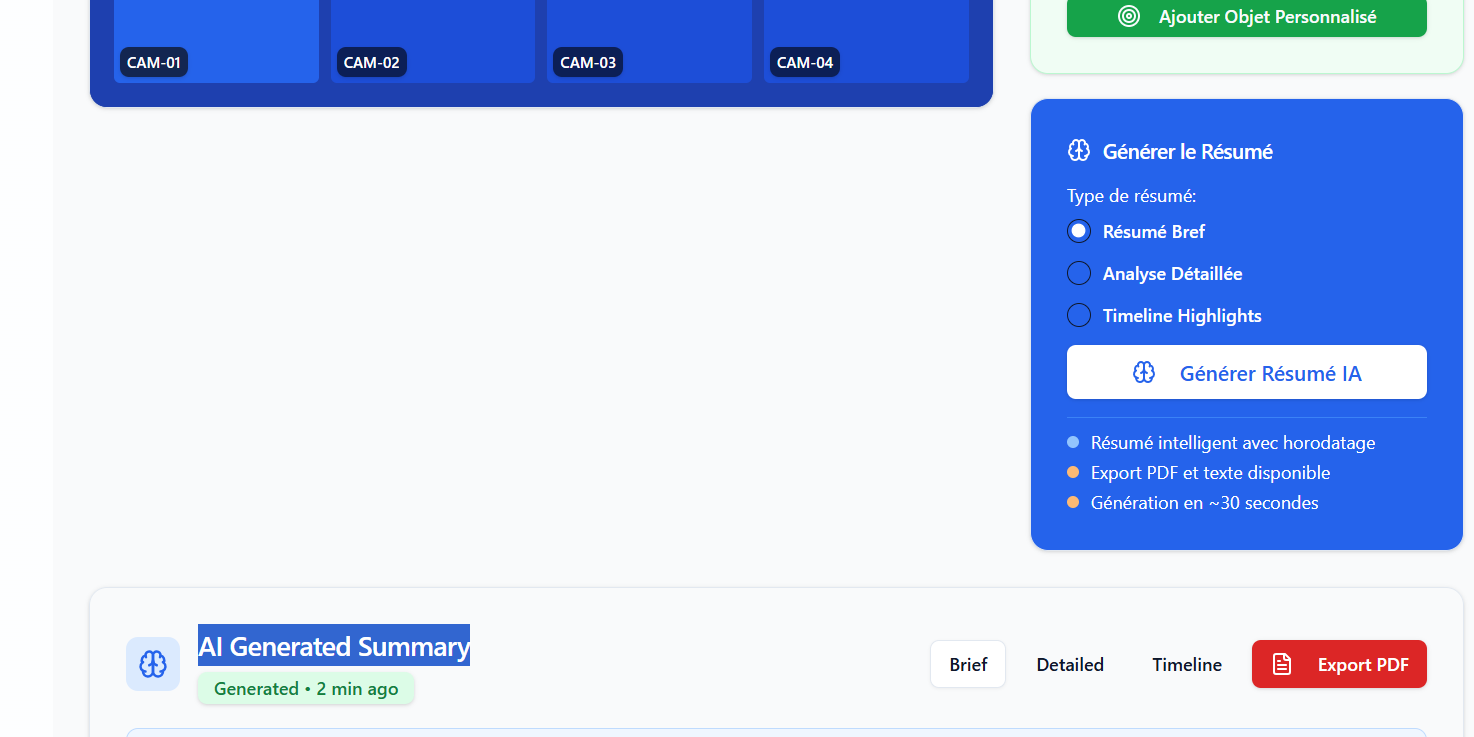 Ajouter Objet Personnalisé
CAM-01
CAM-02
CAM-03
CAM-04
Générer le Résumé
Type de résumé:
Résumé Bref
Analyse Détaillée
Timeline Highlights
Générer Résumé IA
Résumé intelligent avec horodatage
Export PDF et texte disponible
Génération en ~30 secondes
AI Generated Summary
Generated • 2 min ago
Brief
Detailed
Timeline
Export PDF